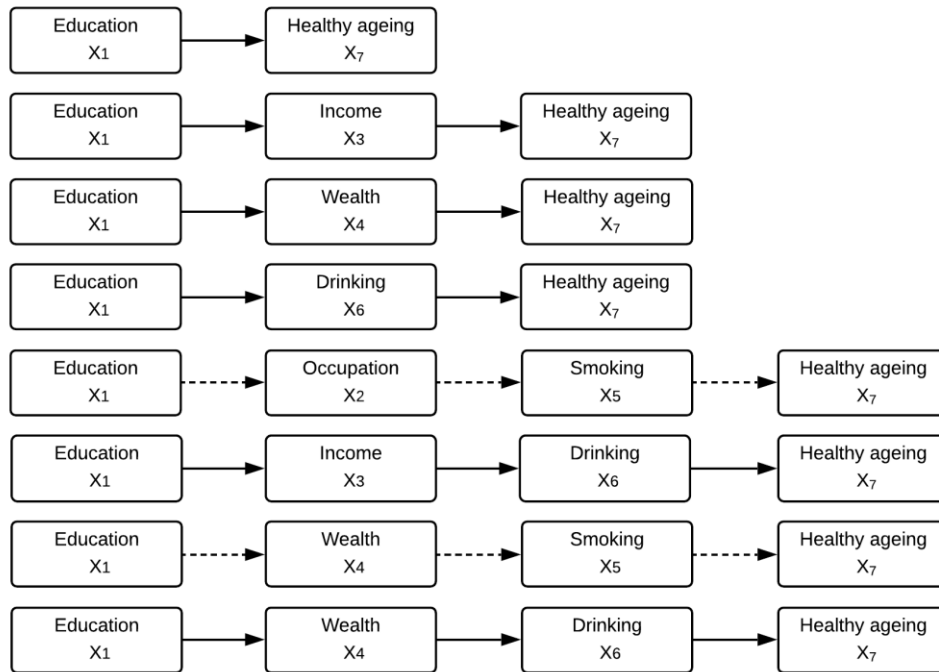 Education Healthy ageing
X1 X7
Education Income Healthy ageing
X1 X3 X7
Education Wealth Healthy ageing
X1 X4 X7
Education Drinking Healthy ageing
X1 X6 X7
Education Occupation Smoking Healthy ageing
X1 X2 X5 X7
Education Income Drinking Healthy ageing
X1 X3 X6 X7
Education Wealth Smoking Healthy ageing
X1 X4 X5 X7
Education Wealth Drinking Healthy ageing
X1 X4 X6 X7